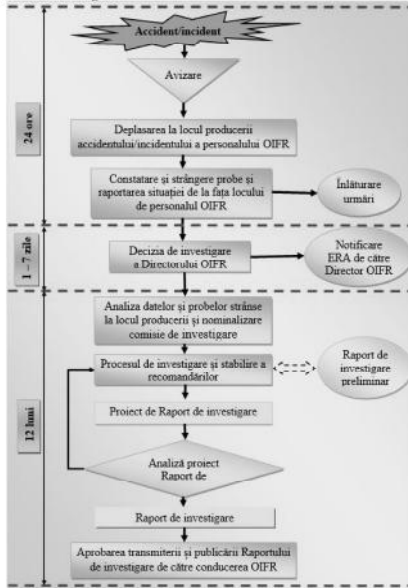 Accident/incident
Avizare
24 ore
Deplasarea la locul producerii
accidentului/incidentului a personalului OIFR
Constatare și strângere probe și
raportarea situației de la fața locului
de personalul OIFR
Înlăturare
urmări
1 – 7 zile
Decizia de investigare
a Directorului OIFR
Notificare
ERA de către
Director OIFR
12 luni
Analiza datelor și probelor strânse
la locul producerii și nominalizare
comisie de investigare
Procesul de investigare și stabilire a
recomandărilor
Raport de
investigare
preliminar
Proiect de Raport de investigare
Analiză proiect
Raport de
Raport de investigare
Aprobarea transmiterii și publicării Raportului
de investigare de către conducerea OIFR